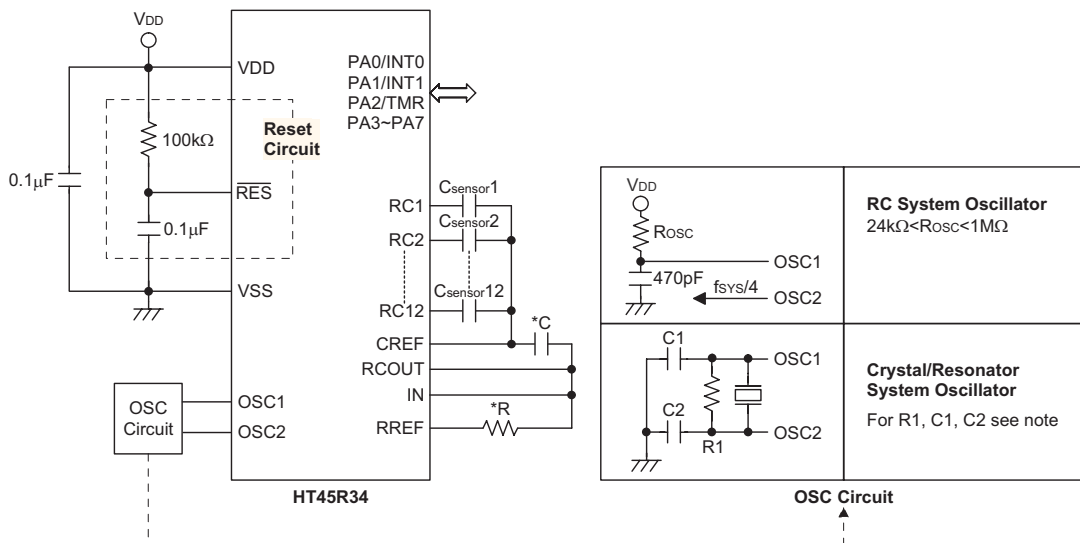 VDD
VDD
100kΩ
Reset
Circuit
0.1μF
RES
0.1μF
VSS
OSC
Circuit
OSC1
OSC2
PA0/INT0
PA1/INT1
PA2/TMR
PA3~PA7
RC1
Csensor1
RC2
Csensor2
RC12
Csensor12
CREF
*C
RCOUT
IN
RREF
*R
HT45R34
VDD
ROSC
470pF
OSC1
fSYS/4
OSC2
RC System Oscillator
24kΩ<ROSC<1MΩ
C1
OSC1
C2
R1
OSC2
Crystal/Resonator
System Oscillator
For R1, C1, C2 see note
OSC Circuit